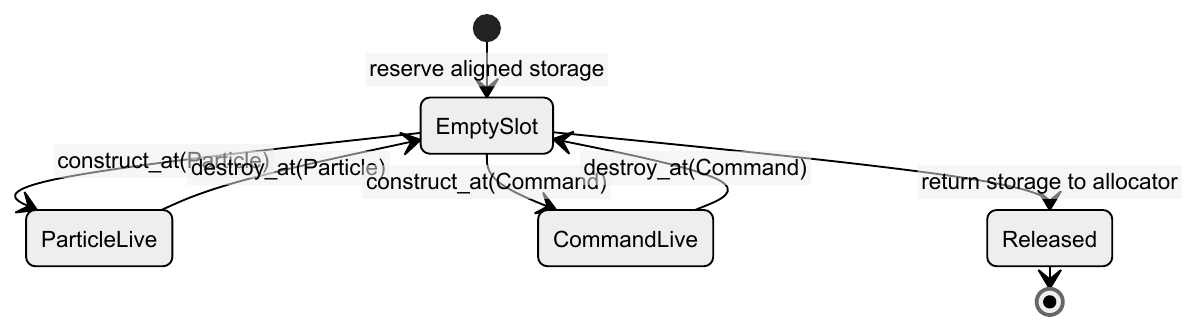 reserve aligned storage
EmptySlot
construct_at(Particle)
destroy_at(Particle)
construct_at(Command)
destroy_at(Command)
return storage to allocator
ParticleLive
CommandLive
Released